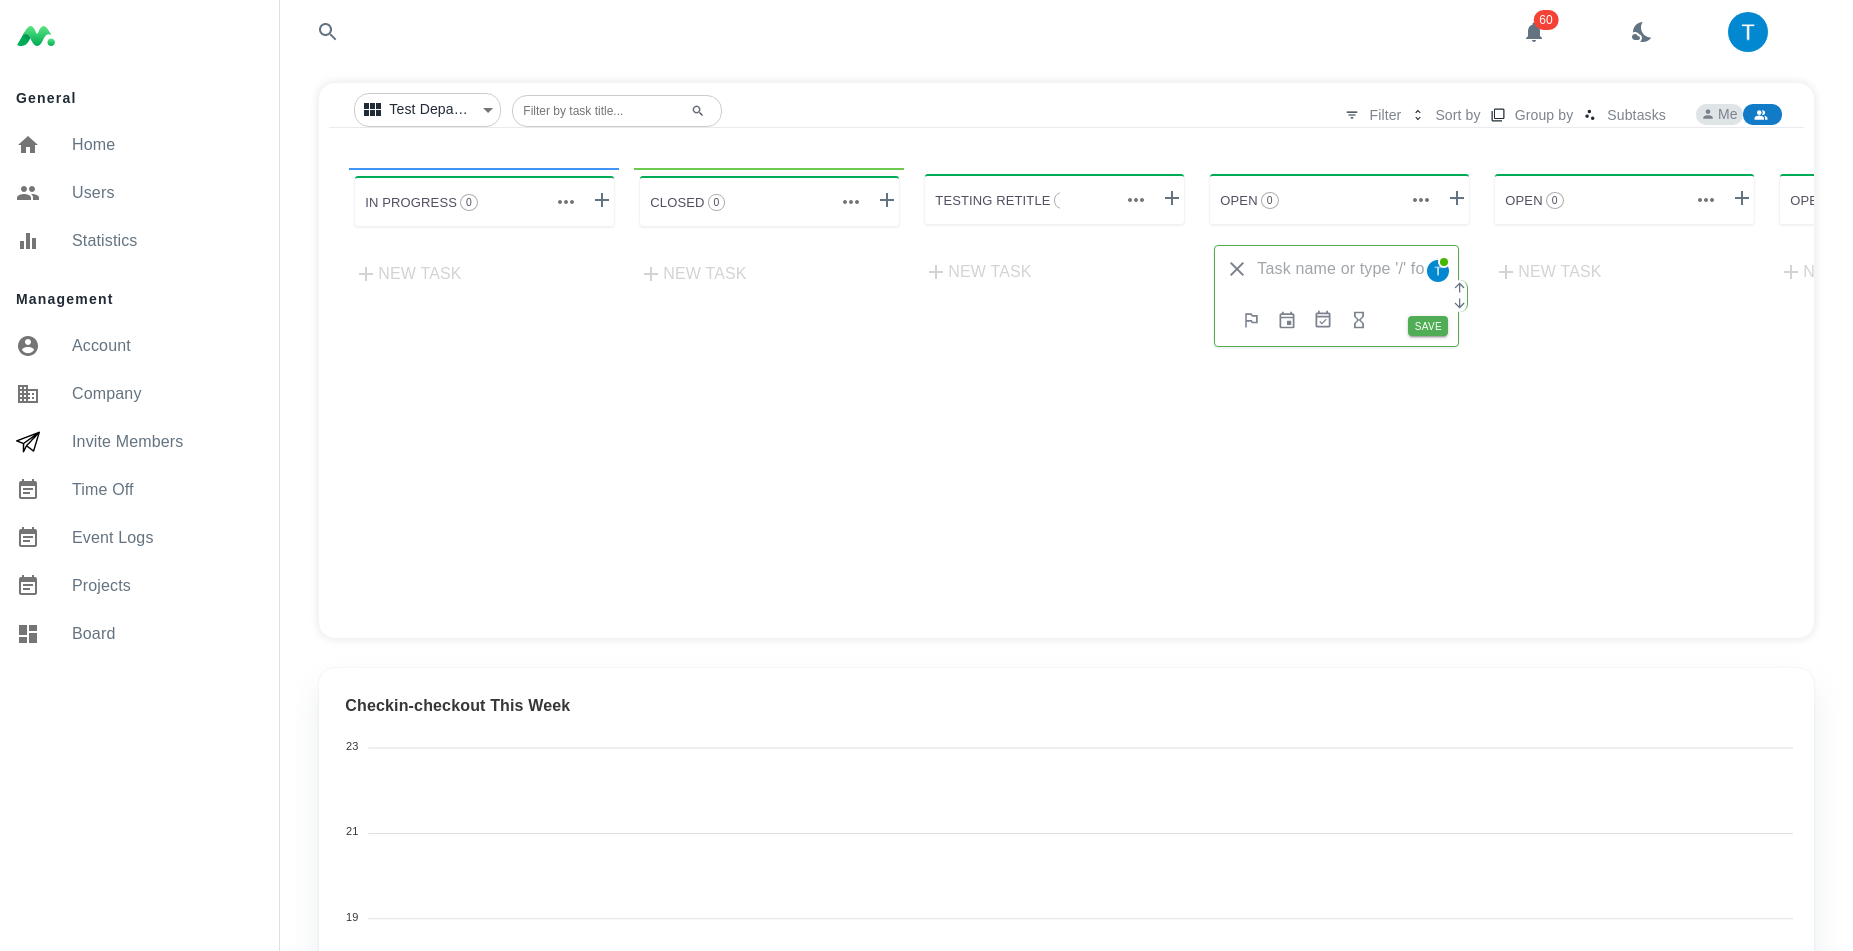 60
T
General
Home
Users
Statistics
Management
Account
Company
Invite Members
Time Off
Event Logs
Projects
Board
Test Depa...
Filter by task title...
Filter
Sort by
Group by
Subtasks
Me
IN PROGRESS 0
CLOSED 0
TESTING RETITLE
OPEN 0
OPEN 0
OPE
NEW TASK
NEW TASK
NEW TASK
Task name or type '/' fo
T
SAVE
NEW TASK
N
Checkin-checkout This Week
23
21
19